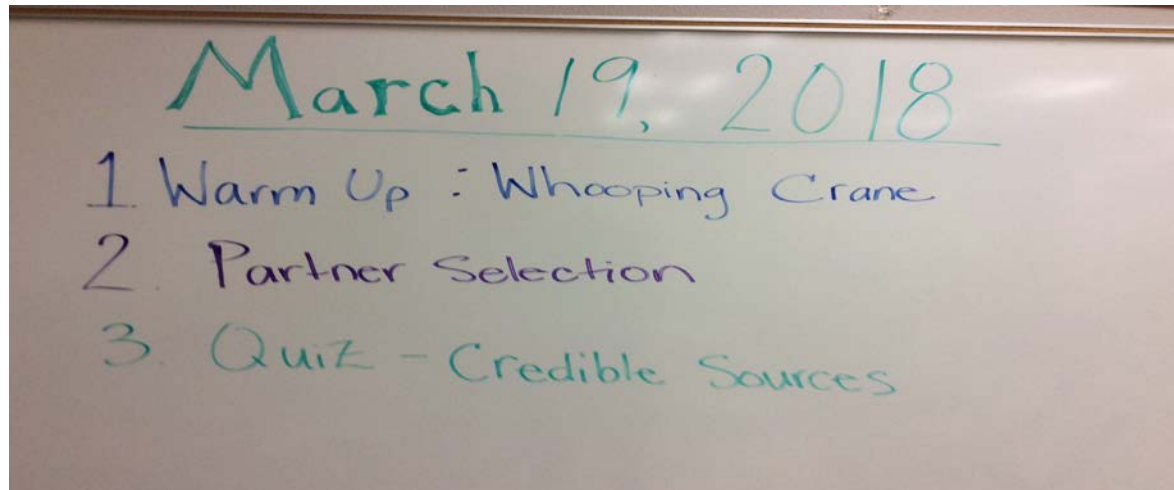 March 19, 2018
1. Warm Up : Whooping Crane
2. Partner Selection
3. Quiz - Credible Sources